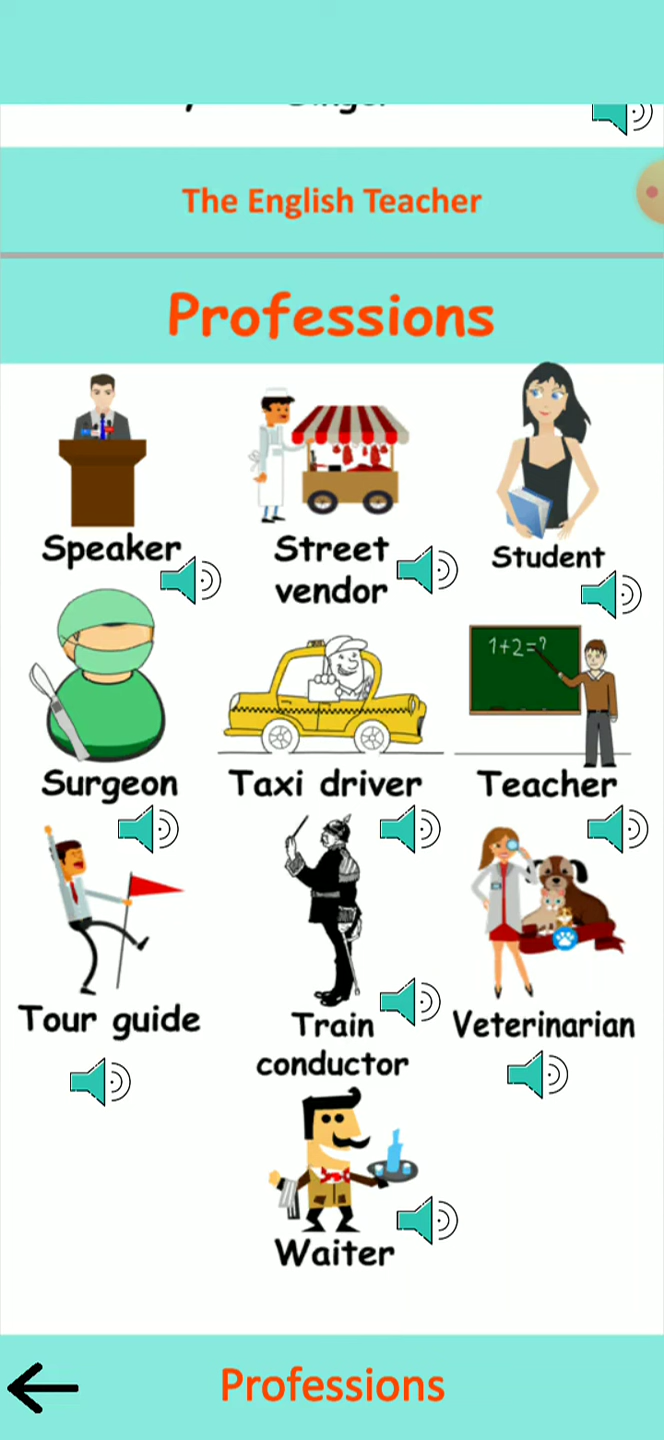 The English Teacher
Professions
Speaker
Street
vendor
Student
1+2=?
Surgeon
Taxi driver
Teacher
Tour guide
Train
conductor
Veterinarian
Waiter
Professions